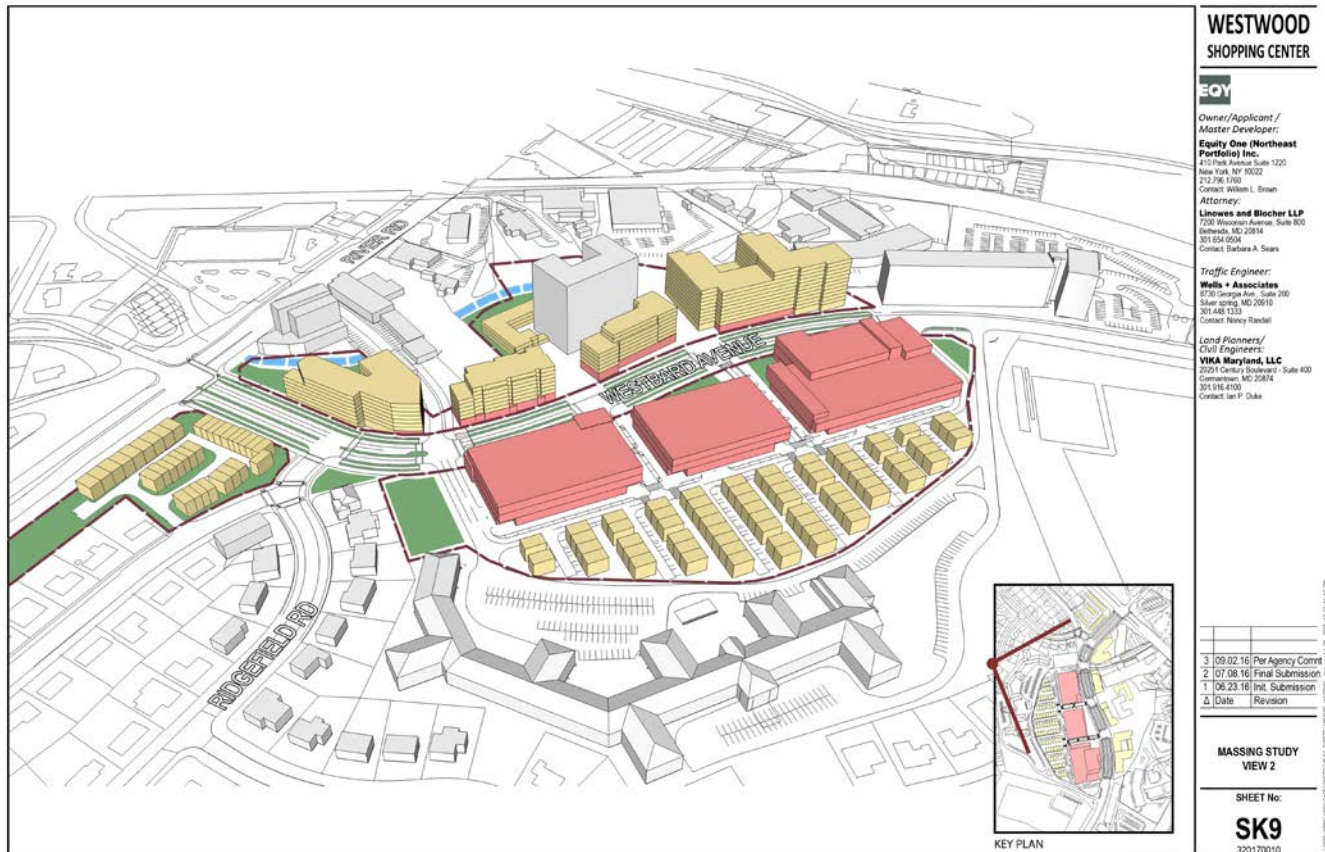 RIVER RD
WESTBARD AVENUE
RIDGEFIELD RD
KEY PLAN
WESTWOOD
SHOPPING CENTER
EQY
Owner/Applicant /
Master Developer:
Equity One (Northeast
Portfolio) Inc.
410 Park Avenue Suite 1220
New York, NY 10022
212.796.1760
Contact: William L. Brown
Attorney:
Linowes and Blocher LLP
7200 Wisconsin Avenue, Suite 800
Bethesda, MD 20814
301.654.0504
Contact: Barbara A. Sears
Traffic Engineer:
Wells + Associates
8730 Georgia Ave., Suite 200
Silver spring, MD 20910
301.448.1333
Contact: Nancy Randall
Land Planners/
Civil Engineers:
VIKA Maryland, LLC
20251 Century Boulevard - Suite 400
Germantown, MD 20874
301.916.4100
Contact: Ian P. Duke
3 09.02.16 Per Agency Comnt
2 07.08.16 Final Submission
1 06.23.16 Init. Submission
Δ Date Revision
MASSING STUDY
VIEW 2
SHEET No:
SK9
320170010